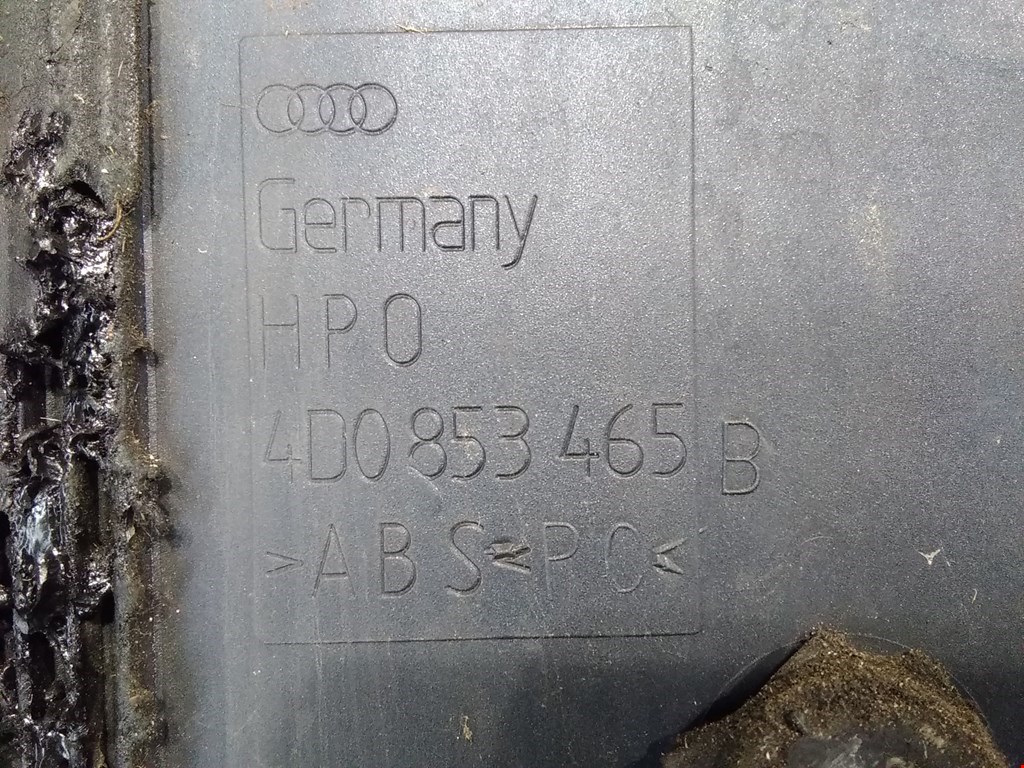 Germany
HPO
4D0 853 465 B
>ABS+PC<